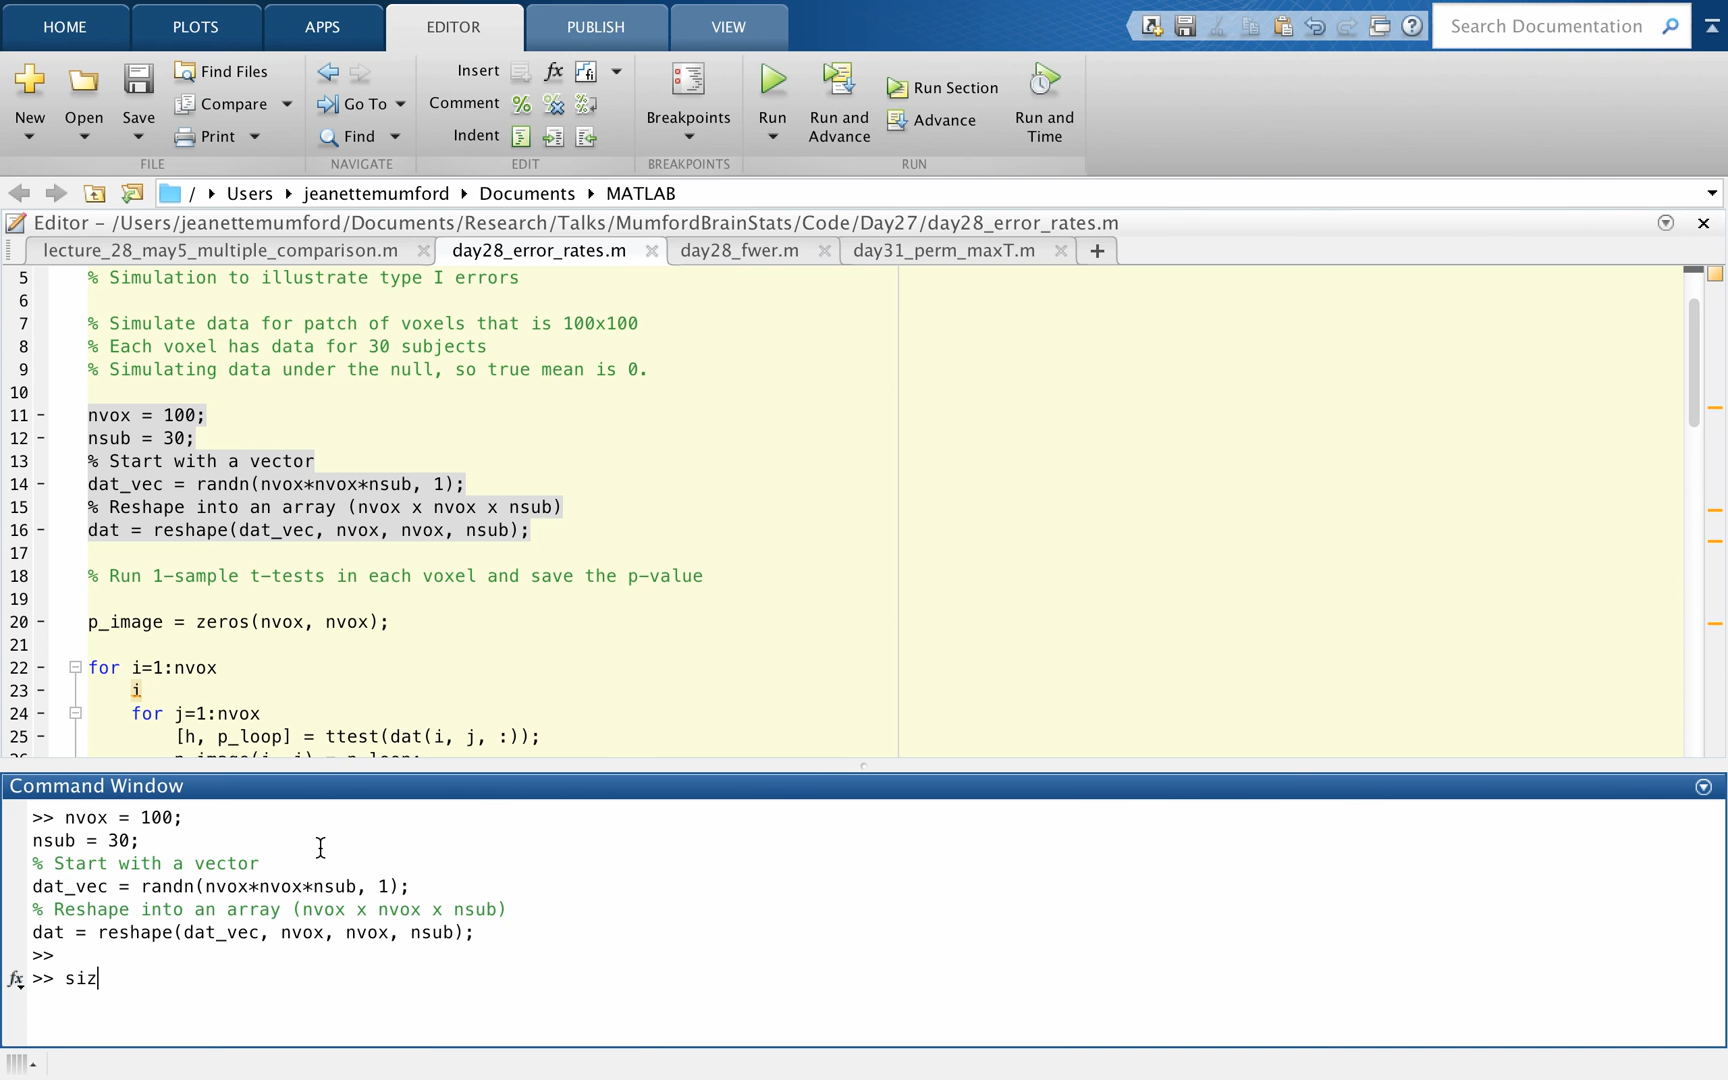 HOME PLOTS APPS EDITOR PUBLISH VIEW
Search Documentation
New Open Save Find Files Compare Print
FILE
Go To Find
NAVIGATE
Insert fx
Comment
Indent
EDIT
Breakpoints
BREAKPOINTS
Run Run and Advance Run Section Advance Run and Time
RUN
/ Users jeanettemumford Documents MATLAB
Editor – /Users/jeanettemumford/Documents/Research/Talks/MumfordBrainStats/Code/Day27/day28_error_rates.m
lecture_28_may5_multiple_comparison.m day28_error_rates.m day28_fwer.m day31_perm_maxT.m +
5 % Simulation to illustrate type I errors
6
7 % Simulate data for patch of voxels that is 100x100
8 % Each voxel has data for 30 subjects
9 % Simulating data under the null, so true mean is 0.
10
11 – nvox = 100;
12 – nsub = 30;
13 % Start with a vector
14 – dat_vec = randn(nvox*nvox*nsub, 1);
15 % Reshape into an array (nvox x nvox x nsub)
16 – dat = reshape(dat_vec, nvox, nvox, nsub);
17
18 % Run 1-sample t-tests in each voxel and save the p-value
19
20 – p_image = zeros(nvox, nvox);
21
22 – for i=1:nvox
23 – i
24 – for j=1:nvox
25 – [h, p_loop] = ttest(dat(i, j, :));
Command Window
>> nvox = 100;
nsub = 30;
% Start with a vector
dat_vec = randn(nvox*nvox*nsub, 1);
% Reshape into an array (nvox x nvox x nsub)
dat = reshape(dat_vec, nvox, nvox, nsub);
>>
fx >> siz